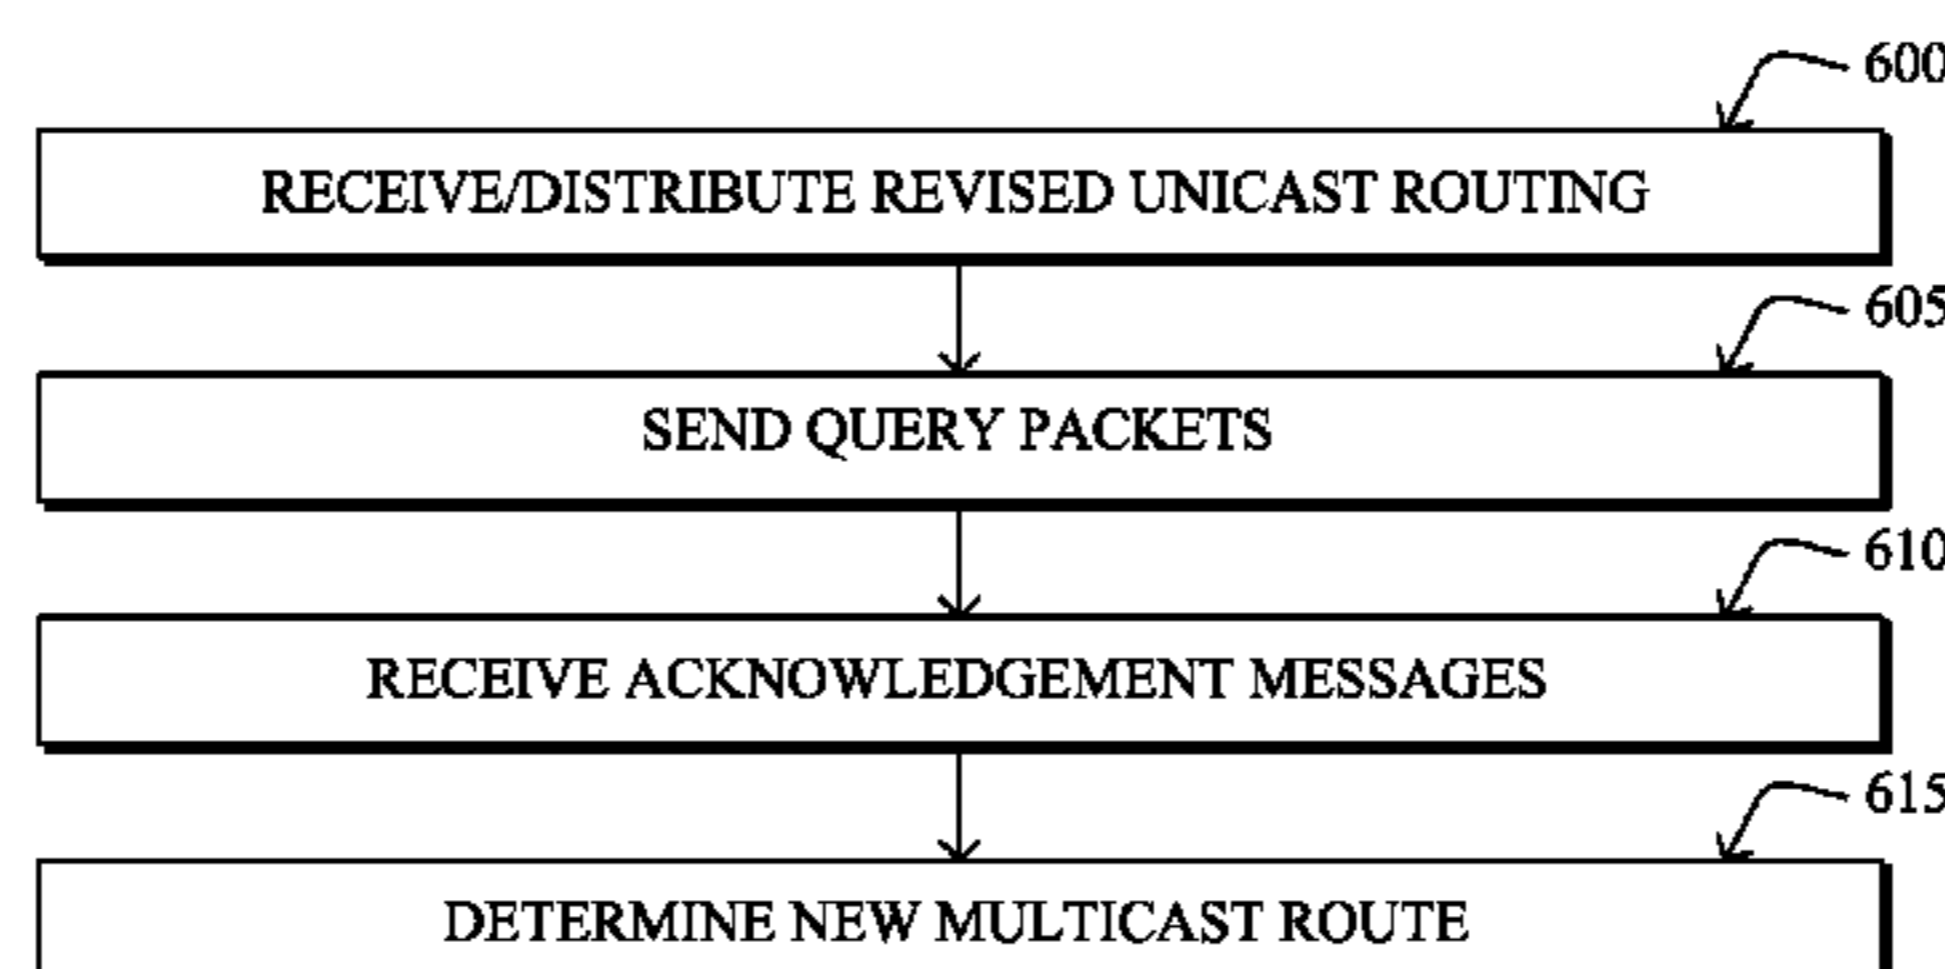 600
RECEIVE/DISTRIBUTE REVISED UNICAST ROUTING
605
SEND QUERY PACKETS
610
RECEIVE ACKNOWLEDGEMENT MESSAGES
615
DETERMINE NEW MULTICAST ROUTE